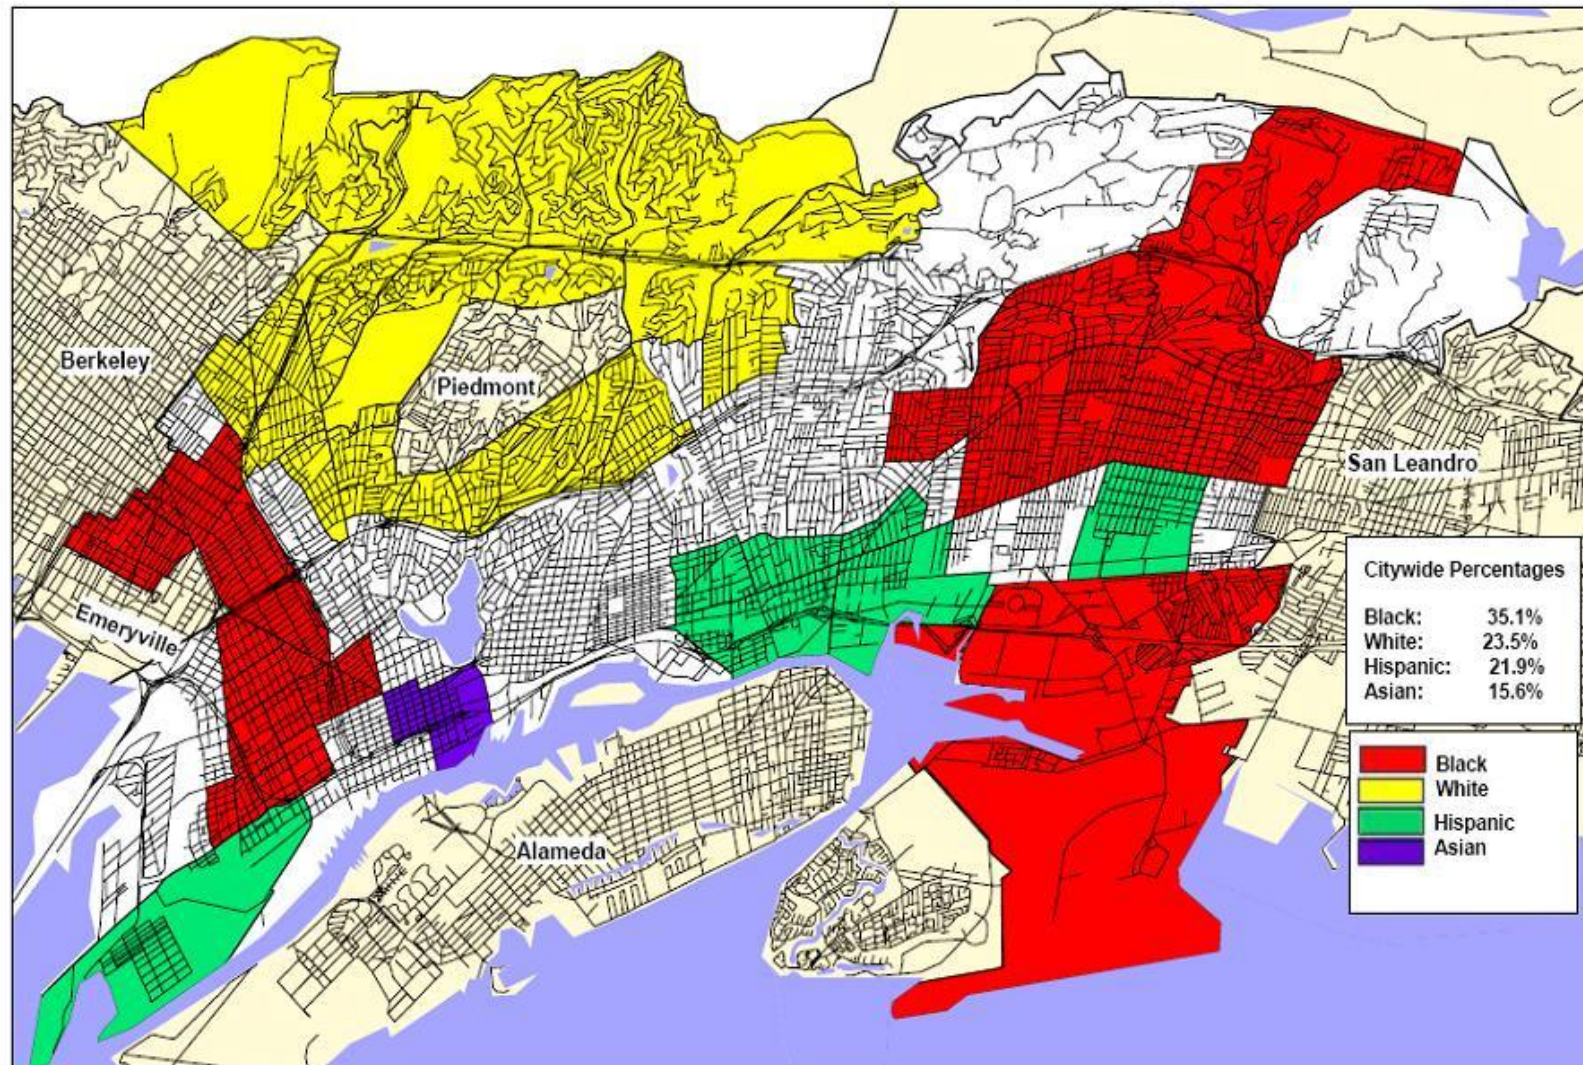 Berkeley
Piedmont
San Leandro
Emeryville
Alameda
Citywide Percentages
Black: 35.1%
White: 23.5%
Hispanic: 21.9%
Asian: 15.6%
Black
White
Hispanic
Asian